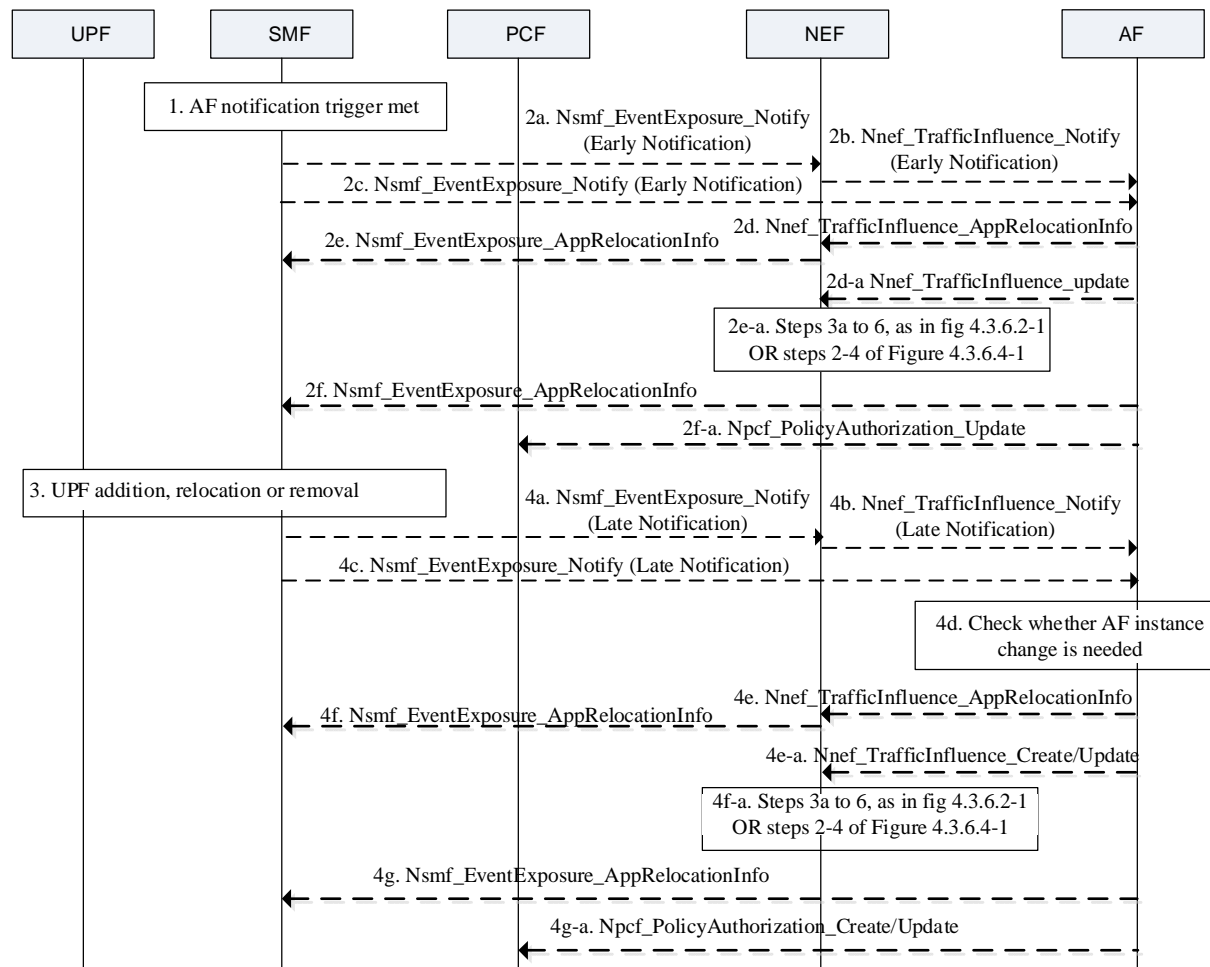 UPF
SMF
PCF
NEF
AF
1. AF notification trigger met
2a. Nsmf_EventExposure_Notify
(Early Notification)
2b. Nnef_TrafficInfluence_Notify
(Early Notification)
2c. Nsmf_EventExposure_Notify (Early Notification)
2d. Nnef_TrafficInfluence_AppRelocationInfo
2e. Nsmf_EventExposure_AppRelocationInfo
2d-a Nnef_TrafficInfluence_update
2e-a. Steps 3a to 6, as in fig 4.3.6.2-1
OR steps 2-4 of Figure 4.3.6.4-1
2f. Nsmf_EventExposure_AppRelocationInfo
2f-a. Npcf_PolicyAuthorization_Update
3. UPF addition, relocation or removal
4a. Nsmf_EventExposure_Notify
(Late Notification)
4b. Nnef_TrafficInfluence_Notify
(Late Notification)
4c. Nsmf_EventExposure_Notify (Late Notification)
4d. Check whether AF instance
change is needed
4e. Nnef_TrafficInfluence_AppRelocationInfo
4f. Nsmf_EventExposure_AppRelocationInfo
4e-a. Nnef_TrafficInfluence_Create/Update
4f-a. Steps 3a to 6, as in fig 4.3.6.2-1
OR steps 2-4 of Figure 4.3.6.4-1
4g. Nsmf_EventExposure_AppRelocationInfo
4g-a. Npcf_PolicyAuthorization_Create/Update